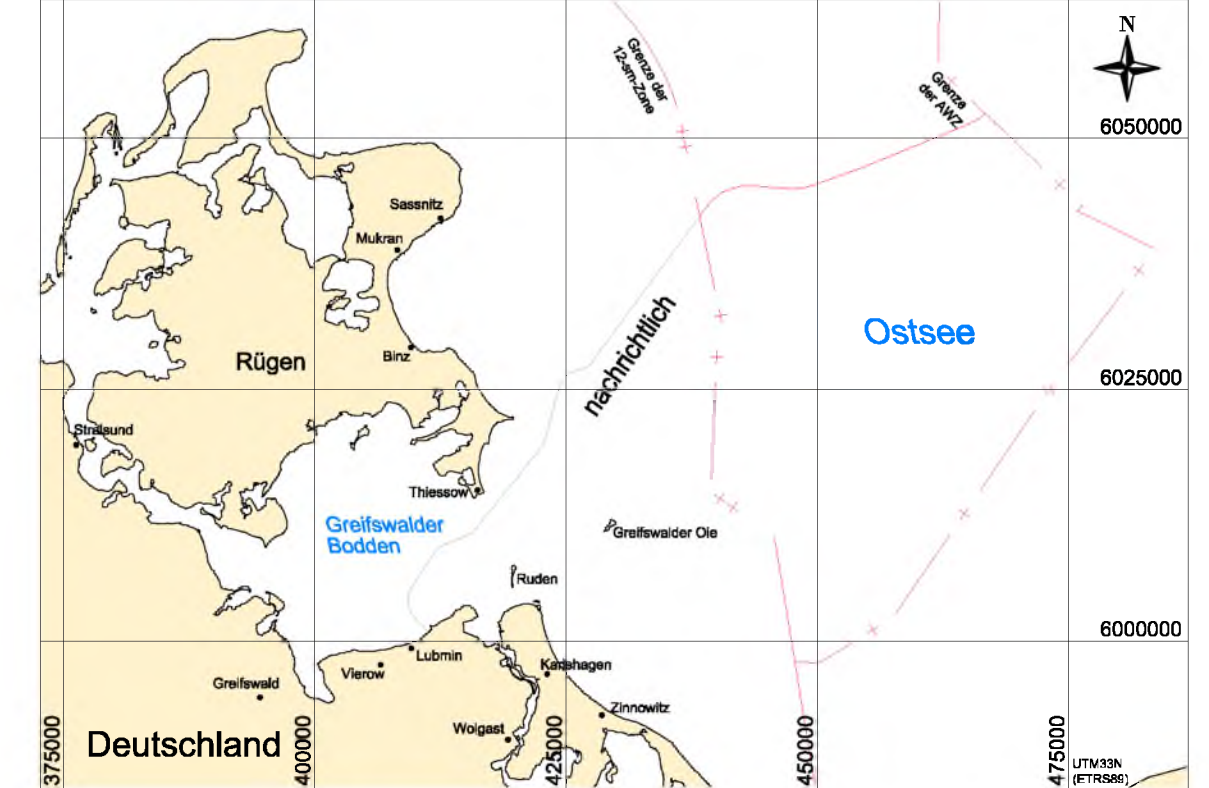 N
Grenze der
12-sm-Zone
Grenze
der AWZ
6050000
Sassnitz
Mukran
nachrichtlich
Ostsee
Binz
Rügen
6025000
Stralsund
Thiessow
Greifswalder
Bodden
Greifswalder Oie
Ruden
6000000
Lubmin
Vierow
Karlshagen
Greifswald
Zinnowitz
Wolgast
Deutschland
375000
400000
425000
450000
475000
UTM33N
(ETRS89)